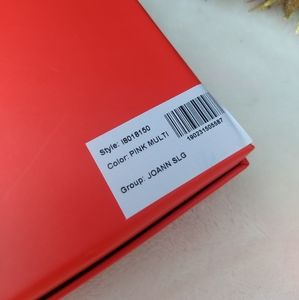 Style: I8018150
Color: PINK MULTI
Group: JOANN SLG
190231505587